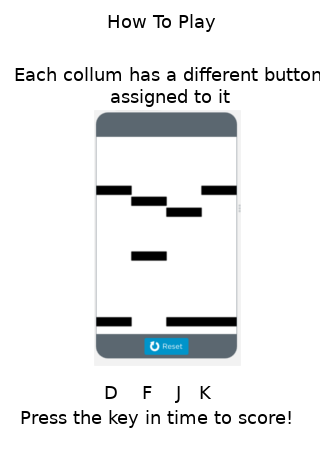 How To Play
Each collum has a different button
assigned to it
Reset
D F J K
Press the key in time to score!